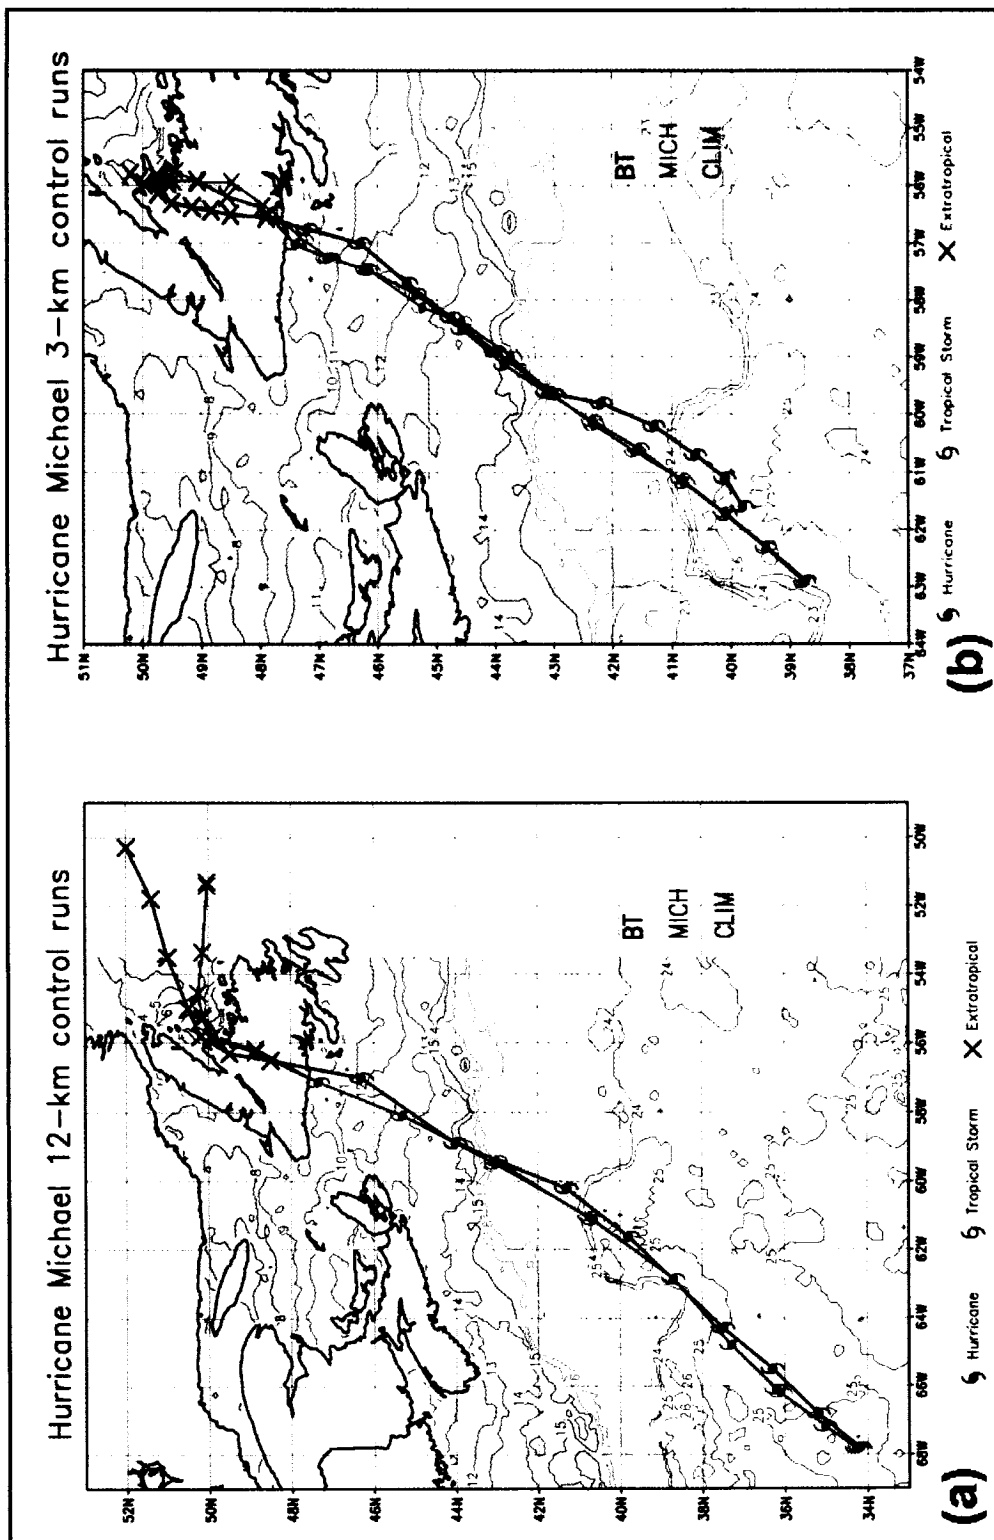 Hurricane Michael 12-km control runs
52N
50N
48N
46N
44N
42N
40N
38N
36N
34N
68W
66W
64W
62W
60W
58W
56W
54W
52W
50W
BT
MICH
CLIM
Hurricane
Tropical Storm
Extratropical
(a)
Hurricane Michael 3-km control runs
51N
50N
49N
48N
47N
46N
45N
44N
43N
42N
41N
40N
39N
38N
37N
64W
63W
62W
61W
60W
59W
58W
57W
56W
55W
54W
BT
MICH
CLIM
Hurricane
Tropical Storm
Extratropical
(b)